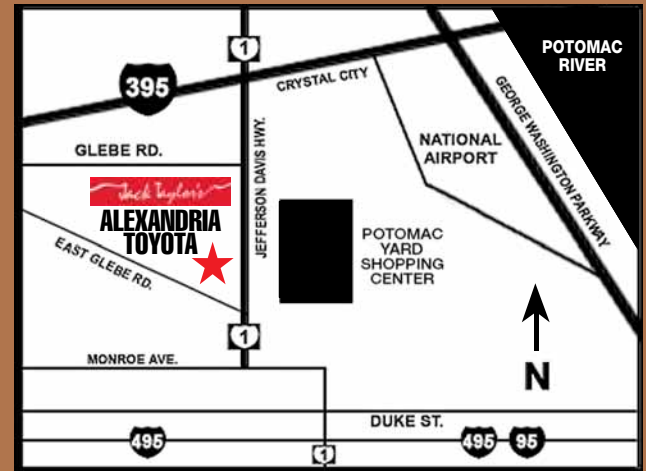 1
POTOMAC
RIVER
395
CRYSTAL CITY
GEORGE WASHINGTON PARKWAY
GLEBE RD.
JEFFERSON DAVIS HWY.
NATIONAL
AIRPORT
Jack Taylor's
ALEXANDRIA
TOYOTA
EAST GLEBE RD.
POTOMAC
YARD
SHOPPING
CENTER
1
MONROE AVE.
N
DUKE ST.
495
1
495
95